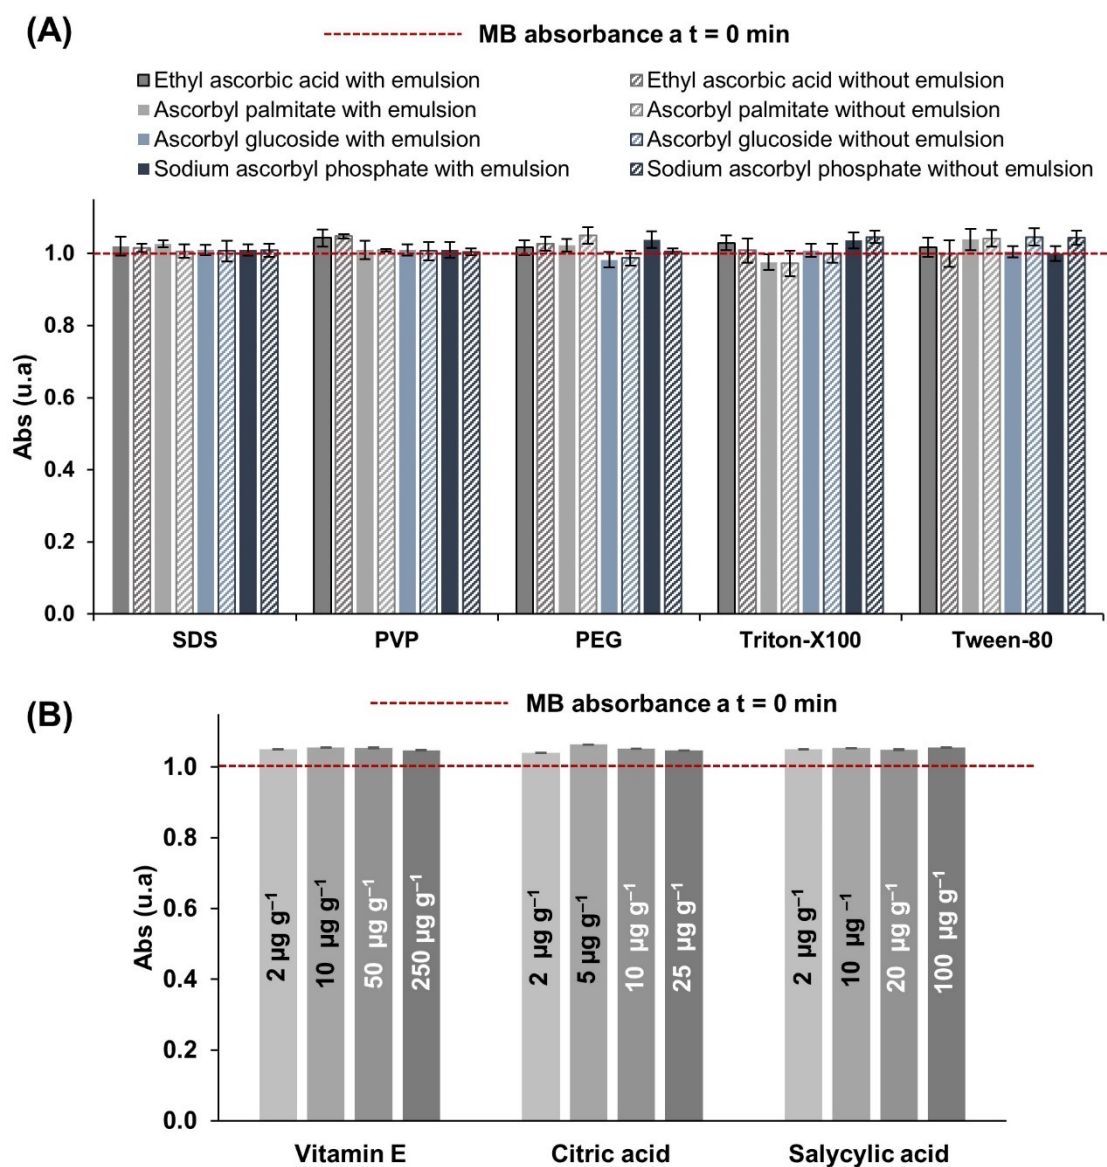 (A)
MB absorbance a t = 0 min
Ethyl ascorbic acid with emulsion
Ethyl ascorbic acid without emulsion
Ascorbyl palmitate with emulsion
Ascorbyl palmitate without emulsion
Ascorbyl glucoside with emulsion
Ascorbyl glucoside without emulsion
Sodium ascorbyl phosphate with emulsion
Sodium ascorbyl phosphate without emulsion
Abs (u.a)
1.0
0.8
0.6
0.4
0.2
0.0
SDS
PVP
PEG
Triton-X100
Tween-80
(B)
MB absorbance a t = 0 min
Abs (u.a)
1.0
0.8
0.6
0.4
0.2
0.0
2 µg g⁻¹
10 µg g⁻¹
50 µg g⁻¹
250 µg g⁻¹
2 µg g⁻¹
5 µg g⁻¹
10 µg g⁻¹
25 µg g⁻¹
2 µg g⁻¹
10 µg g⁻¹
20 µg g⁻¹
100 µg g⁻¹
Vitamin E
Citric acid
Salycylic acid